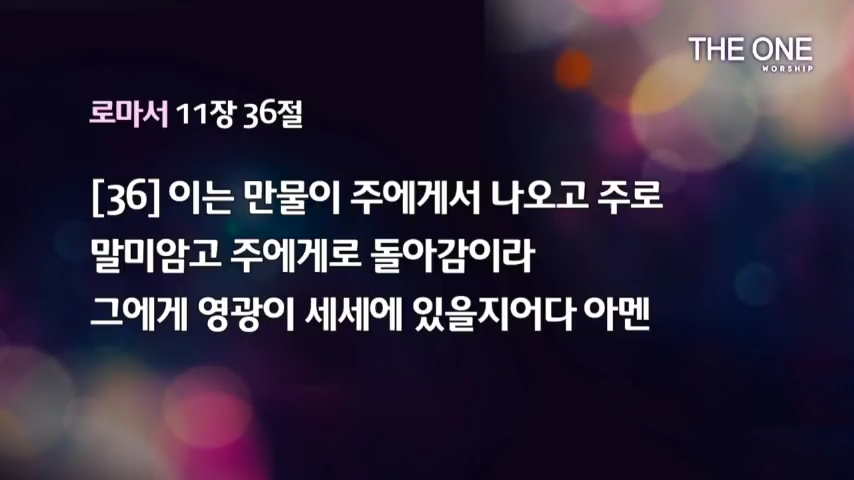 THE ONE
WORSHIP
로마서 11장 36절
[36] 이는 만물이 주에게서 나오고 주로
말미암고 주에게로 돌아감이라
그에게 영광이 세세에 있을지어다 아멘